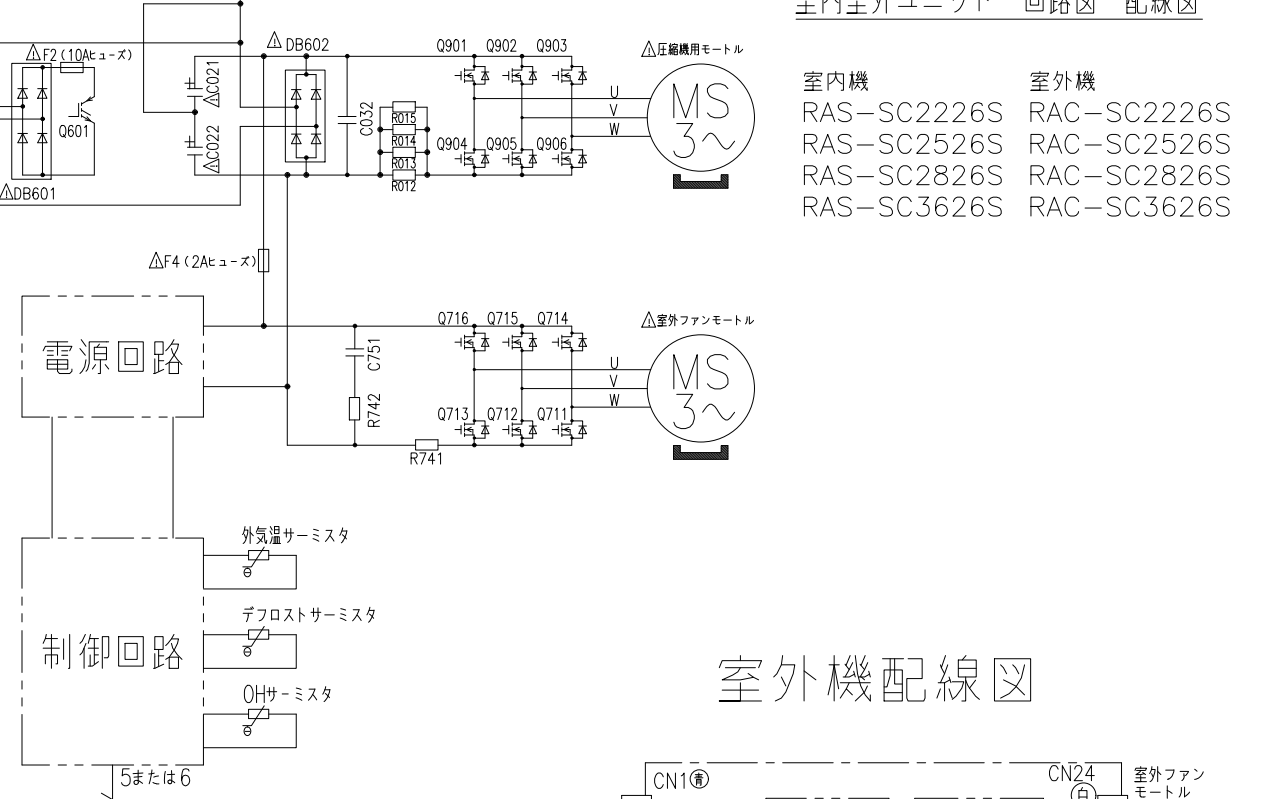 室内室外ユニット 回路図 配線図
⚠F2(10Aヒューズ)
⚠DB602
Q901 Q902 Q903
⚠圧縮機用モートル
⚠C021
室内機 室外機
RAS-SC2226S RAC-SC2226S
RAS-SC2526S RAC-SC2526S
RAS-SC2826S RAC-SC2826S
RAS-SC3626S RAC-SC3626S
U
V
W
MS
3~
Q601
⚠C022
C032
R015
R014
R013
R012
Q904 Q905 Q906
⚠DB601
⚠F4(2Aヒューズ)
電源回路
Q716 Q715 Q714
⚠室外ファンモートル
C751
R742
U
V
W
MS
3~
Q713 Q712 Q711
R741
外気温サーミスタ
θ
デフロストサーミスタ
θ
制御回路
OHサーミスタ
θ
5または6
室外機配線図
CN1青
CN24
白
室外ファン
モートル